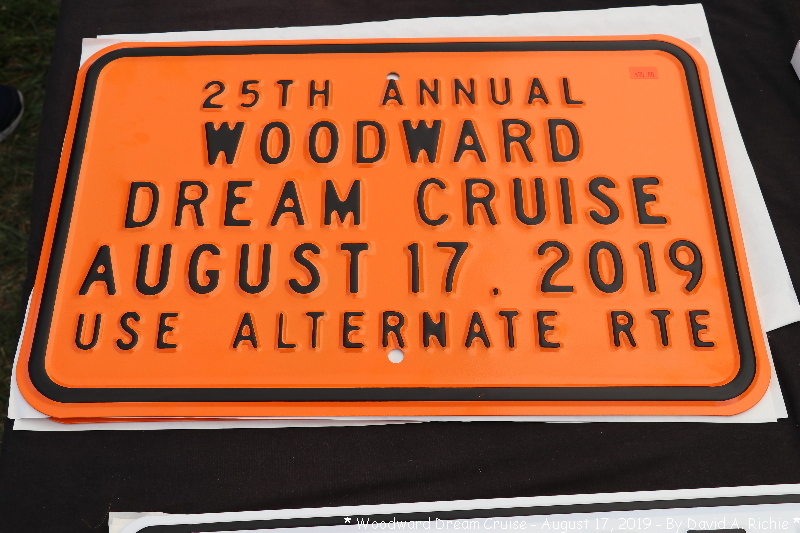 25TH ANNUAL
WOODWARD
DREAM CRUISE
AUGUST 17, 2019
USE ALTERNATE RTE
* Woodward Dream Cruise - August 17, 2019 - By David A. Richie *